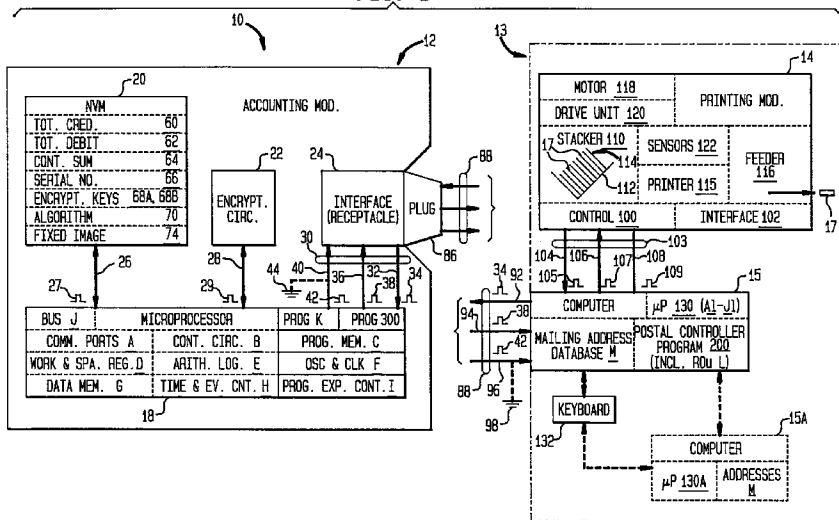 10
12
13
20
NVM
TOT. CRED. 60
TOT. DEBIT 62
CONT. SUM 64
SERIAL NO. 66
ENCRYPT. KEYS 68A, 68B
ALGORITHM 70
FIXED IMAGE 74
ACCOUNTING MOD.
22
ENCRYPT. CIRC.
24
INTERFACE (RECEPTACLE)
PLUG
88
86
30
27
26
28
29
44
40
36
32
42
38
34
BUS J
MICROPROCESSOR
PROG K
PROG 300
COMM. PORTS A
CONT. CIRC. B
PROG. MEM. C
WORK & SPA. REG. D
ARITH. LOG. E
OSC & CLK F
DATA MEM. G
TIME & EV. CNT. H
PROG. EXP. CONT. I
18
14
MOTOR 118
DRIVE UNIT 120
PRINTING MOD.
STACKER 110
17
114
112
SENSORS 122
PRINTER 115
FEEDER 116
17
CONTROL 100
INTERFACE 102
103
104
106
107
108
105
109
34
92
94
38
42
88
96
98
15
COMPUTER
µP 130 (A1-J1)
MAILING ADDRESS DATABASE M
POSTAL CONTROLLER PROGRAM 200 (INCL. ROu L)
KEYBOARD
132
15A
COMPUTER
µP 130A
ADDRESSES M